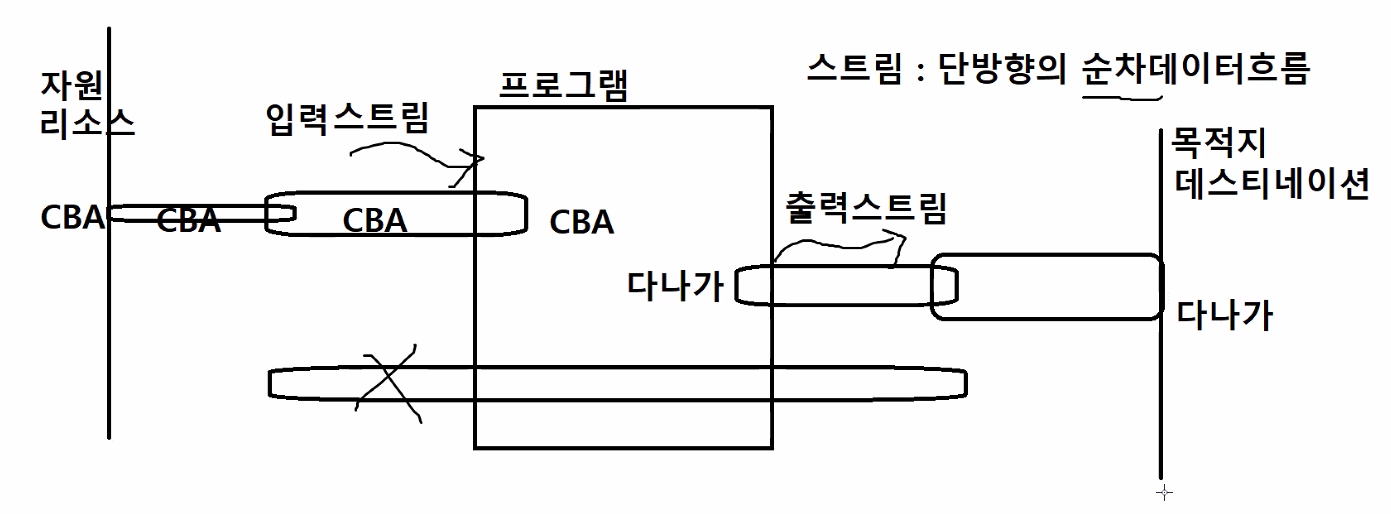 스트림 : 단방향의 순차데이터흐름
자원
리소스
프로그램
입력스트림
목적지
데스티네이션
CBA
CBA
CBA
CBA
출력스트림
다나가
다나가